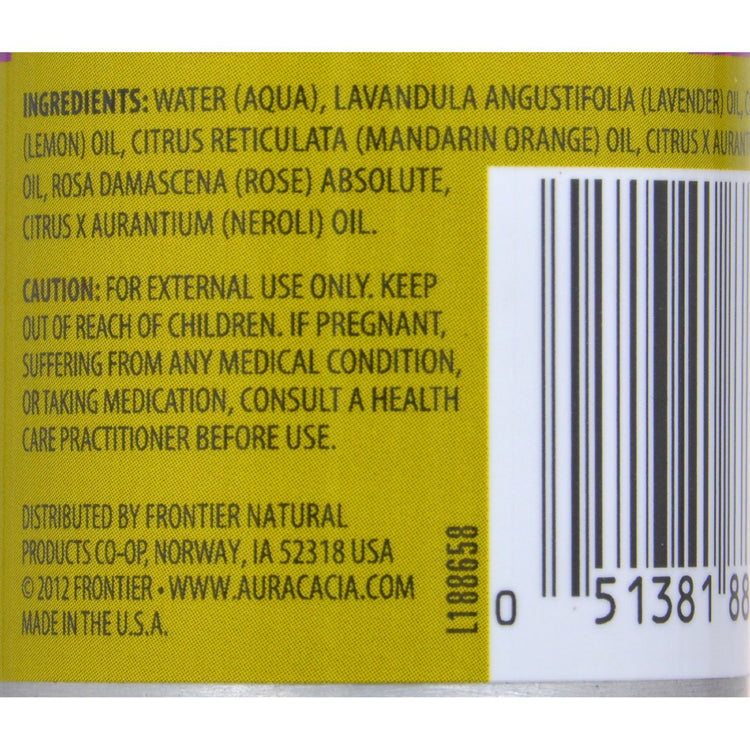 INGREDIENTS: WATER (AQUA), LAVANDULA ANGUSTIFOLIA (LAVENDER) OIL,
(LEMON) OIL, CITRUS RETICULATA (MANDARIN ORANGE) OIL, CITRUS X
OIL, ROSA DAMASCENA (ROSE) ABSOLUTE,
CITRUS X AURANTIUM (NEROLI) OIL.
CAUTION: FOR EXTERNAL USE ONLY. KEEP
OUT OF REACH OF CHILDREN. IF PREGNANT,
SUFFERING FROM ANY MEDICAL CONDITION,
OR TAKING MEDICATION, CONSULT A HEALTH
CARE PRACTITIONER BEFORE USE.
DISTRIBUTED BY FRONTIER NATURAL
PRODUCTS CO-OP, NORWAY, IA 52318 USA
© 2012 FRONTIER • WWW.AURACACIA.COM
MADE IN THE U.S.A.
L188658
0 51381 88